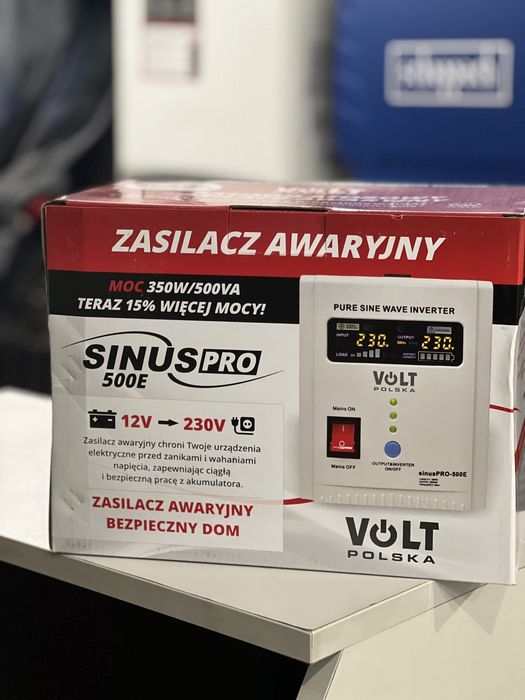 VOLT
ZASILACZ AWARYJNY
MOC 350W/500VA
TERAZ 15% WIĘCEJ MOCY!
SINUSPRO
500E
12V → 230V
Zasilacz awaryjny chroni Twoje urządzenia
elektryczne przed zanikami i wahaniami
napięcia, zapewniając ciągłą
i bezpieczną pracę z akumulatora.
ZASILACZ AWARYJNY
BEZPIECZNY DOM
PURE SINE WAVE INVERTER
INPUT 230. OUTPUT 230.
LOAD
VOLT
POLSKA
Mains ON
Mains OFF
OUTPUT&INVERTER
ON/OFF
sinusPRO-500E
VOLT
POLSKA